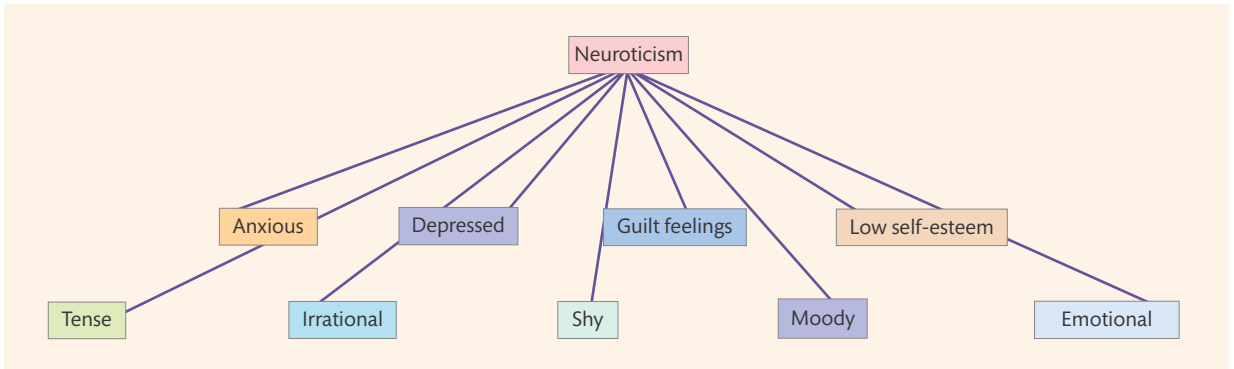 Neuroticism
Anxious
Depressed
Guilt feelings
Low self-esteem
Tense
Irrational
Shy
Moody
Emotional